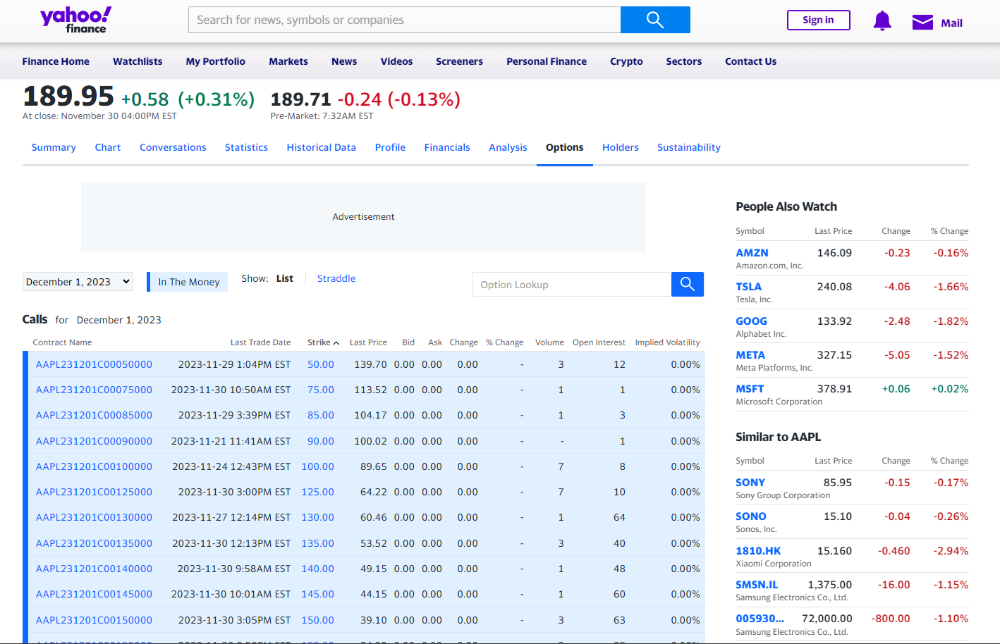 yahoo! finance
Search for news, symbols or companies
Sign in
Mail
Finance Home Watchlists My Portfolio Markets News Videos Screeners Personal Finance Crypto Sectors Contact Us
189.95 +0.58 (+0.31%) 189.71 -0.24 (-0.13%)
At close: November 30 04:00PM EST Pre-Market: 7:32AM EST
Summary Chart Conversations Statistics Historical Data Profile Financials Analysis Options Holders Sustainability
Advertisement
December 1, 2023 In The Money Show: List Straddle Option Lookup
Calls for December 1, 2023
Contract Name Last Trade Date Strike Last Price Bid Ask Change % Change Volume Open Interest Implied Volatility
AAPL231201C00050000 2023-11-29 1:04PM EST 50.00 139.70 0.00 0.00 0.00 - 3 12 0.00%
AAPL231201C00075000 2023-11-30 10:50AM EST 75.00 113.52 0.00 0.00 0.00 - 1 1 0.00%
AAPL231201C00085000 2023-11-29 3:39PM EST 85.00 104.17 0.00 0.00 0.00 - 1 3 0.00%
AAPL231201C00090000 2023-11-21 11:41AM EST 90.00 100.02 0.00 0.00 0.00 - - 1 0.00%
AAPL231201C00100000 2023-11-24 12:43PM EST 100.00 89.65 0.00 0.00 0.00 - 7 8 0.00%
AAPL231201C00125000 2023-11-30 3:00PM EST 125.00 64.22 0.00 0.00 0.00 - 7 10 0.00%
AAPL231201C00130000 2023-11-27 12:14PM EST 130.00 60.46 0.00 0.00 0.00 - 1 64 0.00%
AAPL231201C00135000 2023-11-30 12:13PM EST 135.00 53.52 0.00 0.00 0.00 - 3 40 0.00%
AAPL231201C00140000 2023-11-30 9:58AM EST 140.00 49.15 0.00 0.00 0.00 - 1 48 0.00%
AAPL231201C00145000 2023-11-30 10:01AM EST 145.00 44.15 0.00 0.00 0.00 - 1 60 0.00%
AAPL231201C00150000 2023-11-30 3:05PM EST 150.00 39.10 0.00 0.00 0.00 - 3 63 0.00%
People Also Watch
Symbol Last Price Change % Change
AMZN 146.09 -0.23 -0.16%
Amazon.com, Inc.
TSLA 240.08 -4.06 -1.66%
Tesla, Inc.
GOOG 133.92 -2.48 -1.82%
Alphabet Inc.
META 327.15 -5.05 -1.52%
Meta Platforms, Inc.
MSFT 378.91 +0.06 +0.02%
Microsoft Corporation
Similar to AAPL
Symbol Last Price Change % Change
SONY 85.95 -0.15 -0.17%
Sony Group Corporation
SONO 15.10 -0.04 -0.26%
Sonos, Inc.
1810.HK 15.160 -0.460 -2.94%
Xiaomi Corporation
SMSN.IL 1,375.00 -16.00 -1.15%
Samsung Electronics Co., Ltd.
005930... 72,000.00 -800.00 -1.10%
Samsung Electronics Co., Ltd.